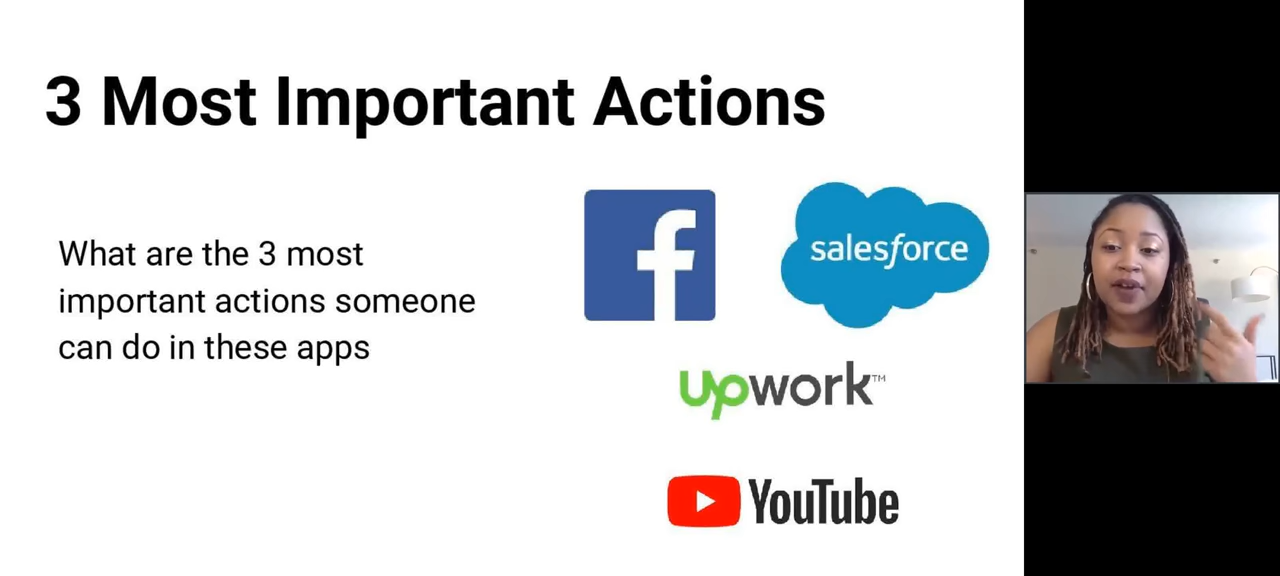 3 Most Important Actions
What are the 3 most
important actions someone
can do in these apps
f
salesforce
upwork™
YouTube